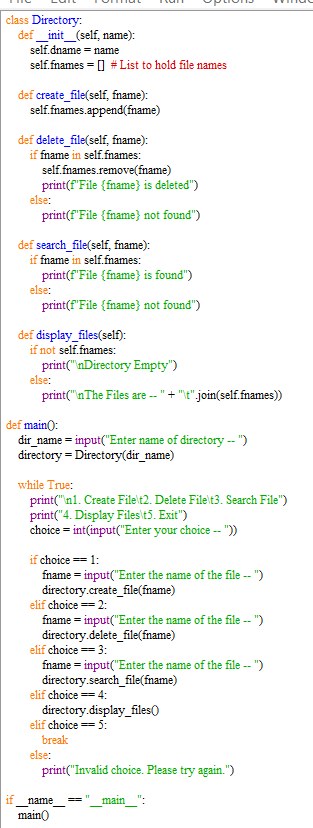 File Edit Format Run Options Window
class Directory:
    def __init__(self, name):
        self.dname = name
        self.fnames = []  # List to hold file names

    def create_file(self, fname):
        self.fnames.append(fname)

    def delete_file(self, fname):
        if fname in self.fnames:
            self.fnames.remove(fname)
            print(f"File {fname} is deleted")
        else:
            print(f"File {fname} not found")

    def search_file(self, fname):
        if fname in self.fnames:
            print(f"File {fname} is found")
        else:
            print(f"File {fname} not found")

    def display_files(self):
        if not self.fnames:
            print("\nDirectory Empty")
        else:
            print("\nThe Files are -- " + "\t".join(self.fnames))

def main():
    dir_name = input("Enter name of directory -- ")
    directory = Directory(dir_name)

    while True:
        print("\n1. Create File\t2. Delete File\t3. Search File")
        print("4. Display Files\t5. Exit")
        choice = int(input("Enter your choice -- "))

        if choice == 1:
            fname = input("Enter the name of the file -- ")
            directory.create_file(fname)
        elif choice == 2:
            fname = input("Enter the name of the file -- ")
            directory.delete_file(fname)
        elif choice == 3:
            fname = input("Enter the name of the file -- ")
            directory.search_file(fname)
        elif choice == 4:
            directory.display_files()
        elif choice == 5:
            break
        else:
            print("Invalid choice. Please try again.")

if __name__ == "__main__":
    main()